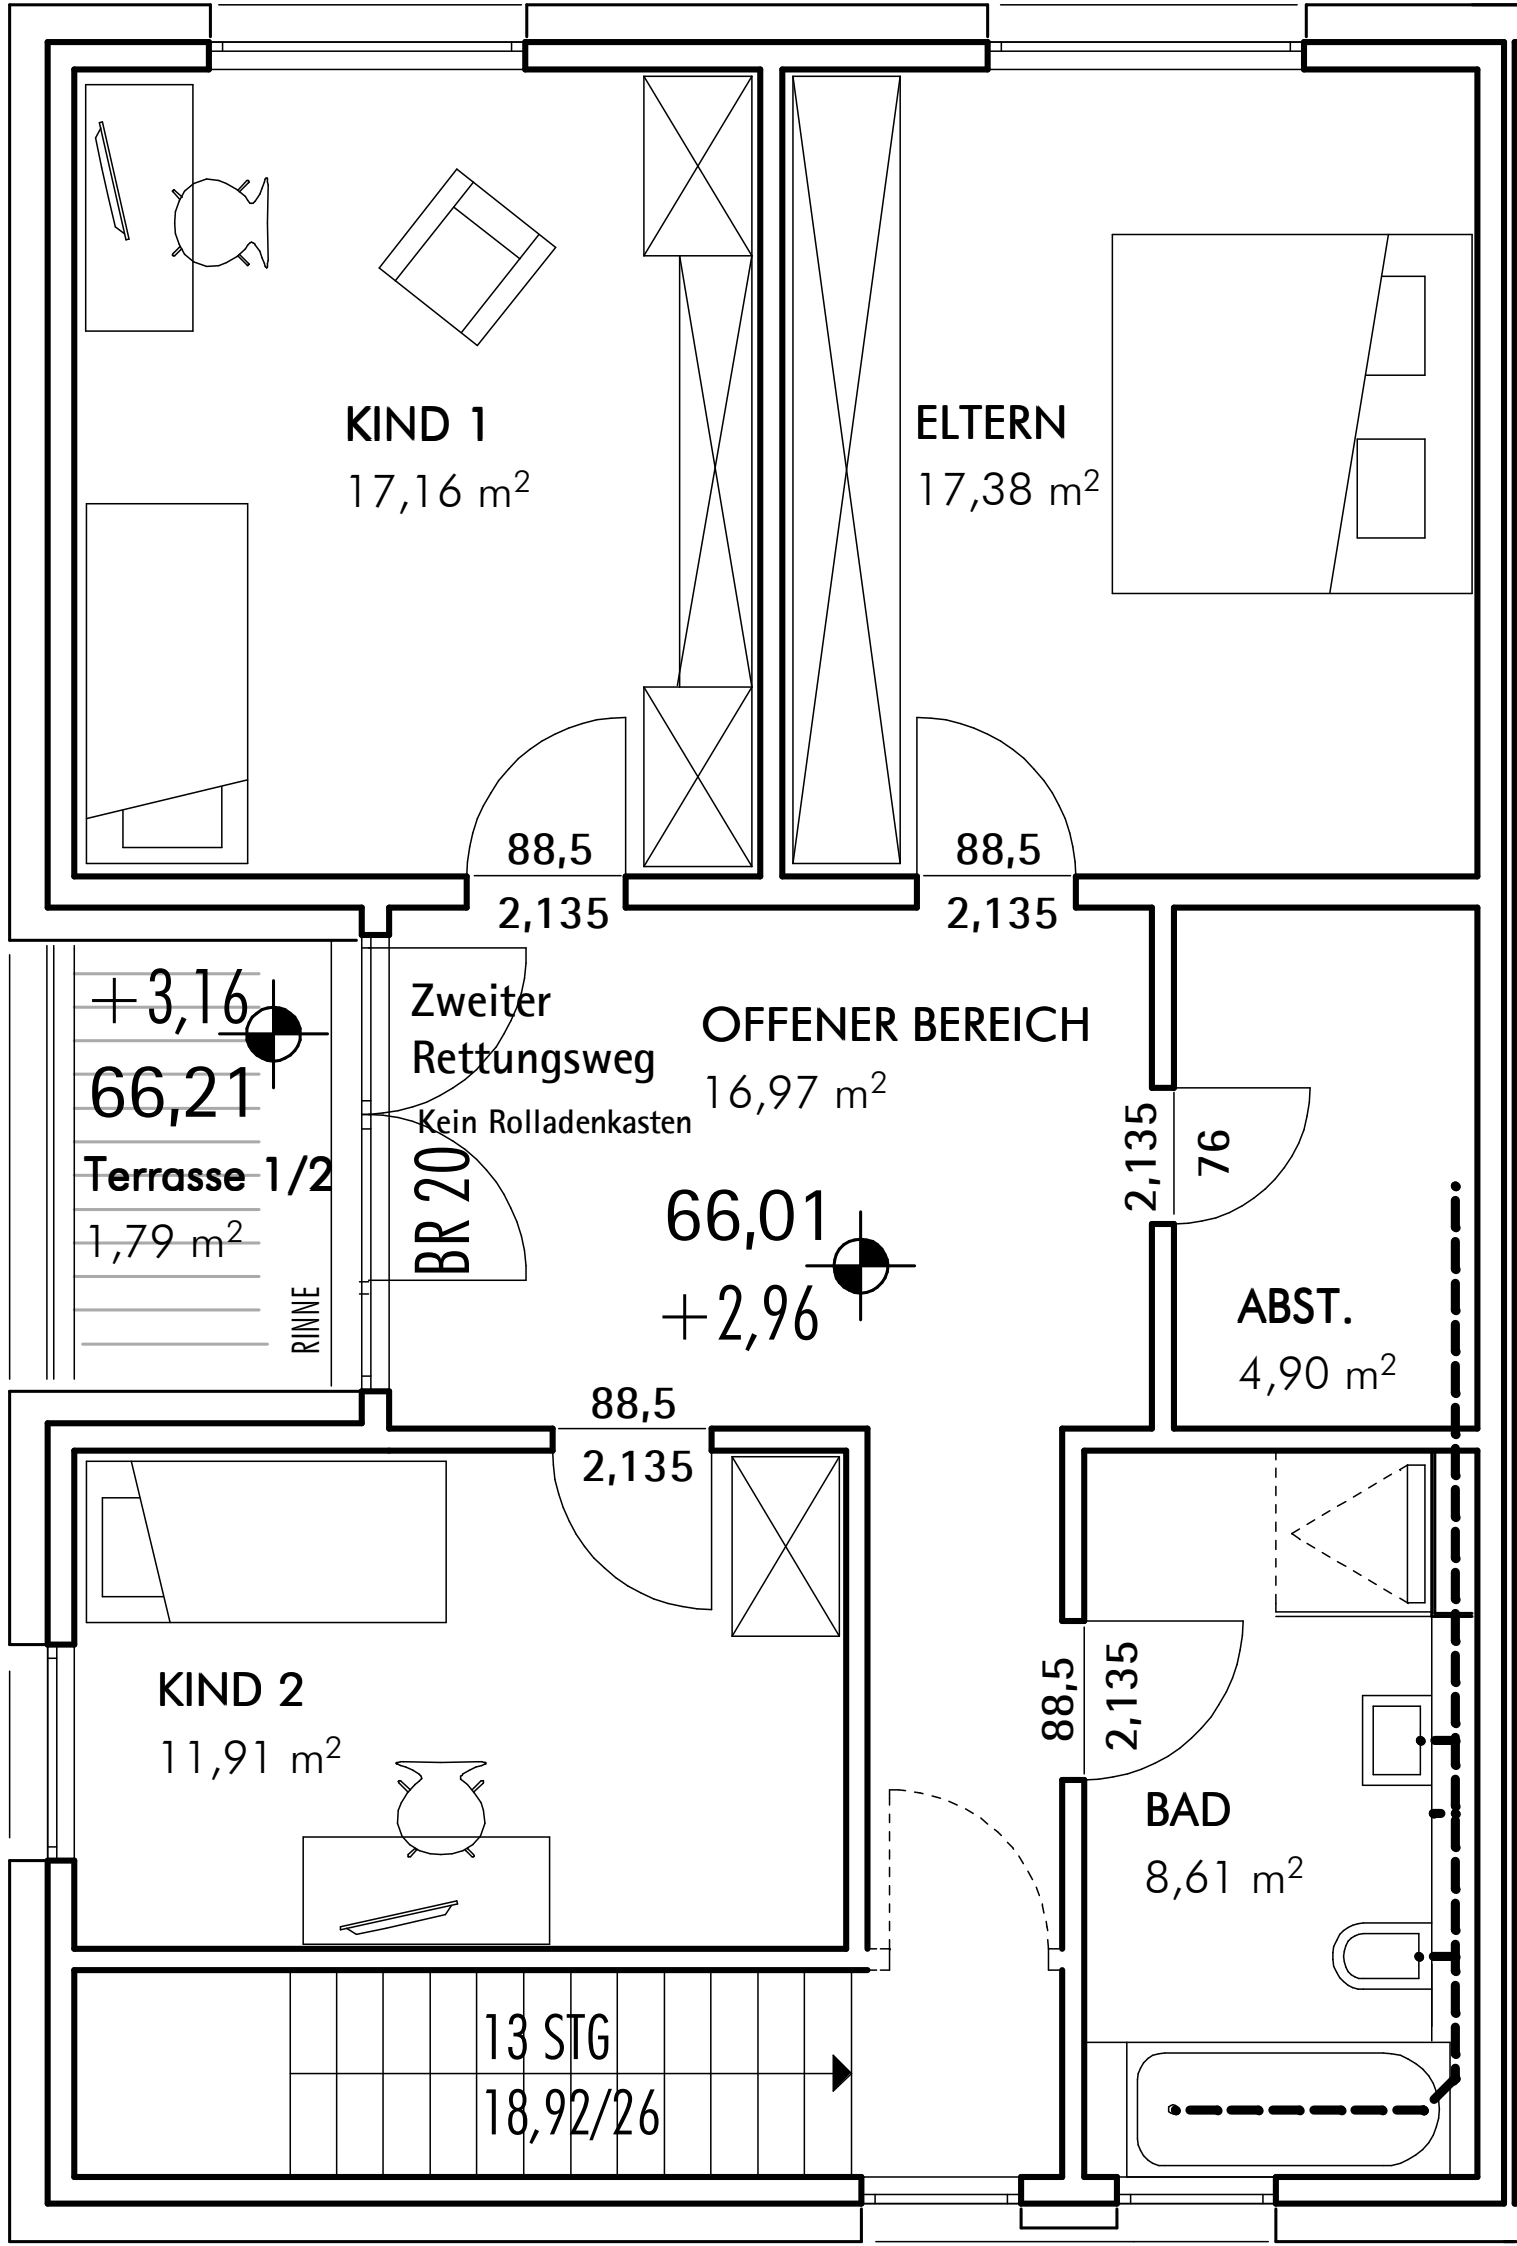 KIND 1
17,16 m²
ELTERN
17,38 m²
88,5
2,135
88,5
2,135
+3,16
66,21
Terrasse 1/2
1,79 m²
RINNE
Zweiter
Rettungsweg
Kein Rolladenkasten
BR 20
OFFENER BEREICH
16,97 m²
66,01
+2,96
2,135
76
ABST.
4,90 m²
88,5
2,135
KIND 2
11,91 m²
88,5
2,135
BAD
8,61 m²
13 STG
18,92/26